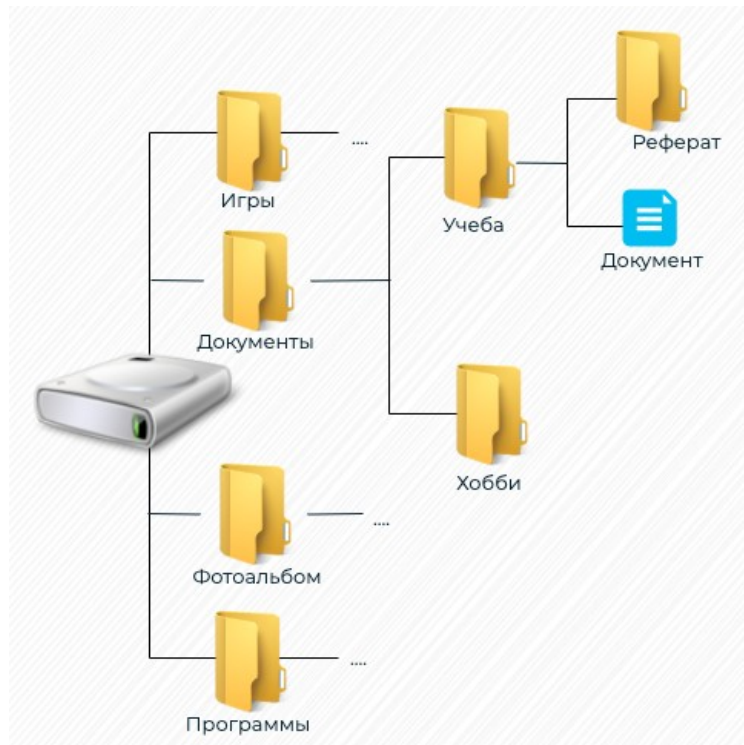 Реферат
....
Игры
Учеба
Документ
Документы
Хобби
....
Фотоальбом
....
Программы